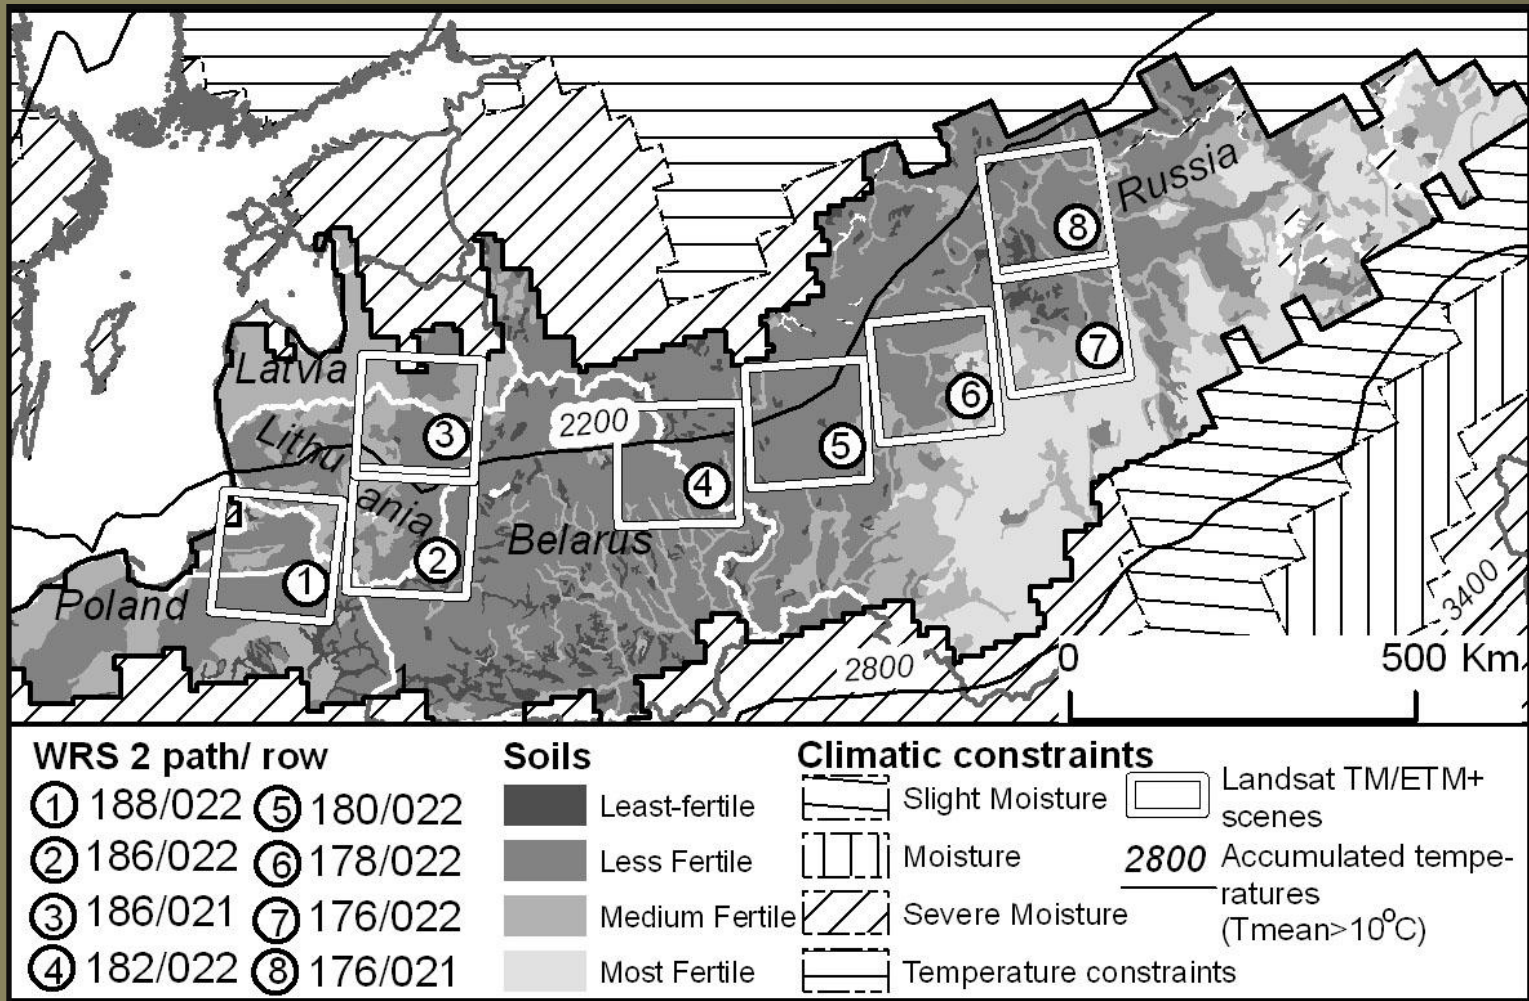 Russia
8
7
Latvia
6
2200
3
5
Lithu
4
ania
Belarus
2
1
Poland
3400
2800
0
500 Km
WRS 2 path/ row
1 188/022
5 180/022
2 186/022
6 178/022
3 186/021
7 176/022
4 182/022
8 176/021
Soils
Least-fertile
Less Fertile
Medium Fertile
Most Fertile
Climatic constraints
Slight Moisture
Moisture
Severe Moisture
Temperature constraints
Landsat TM/ETM+
scenes
2800 Accumulated tempe-
ratures
(Tmean>10°C)